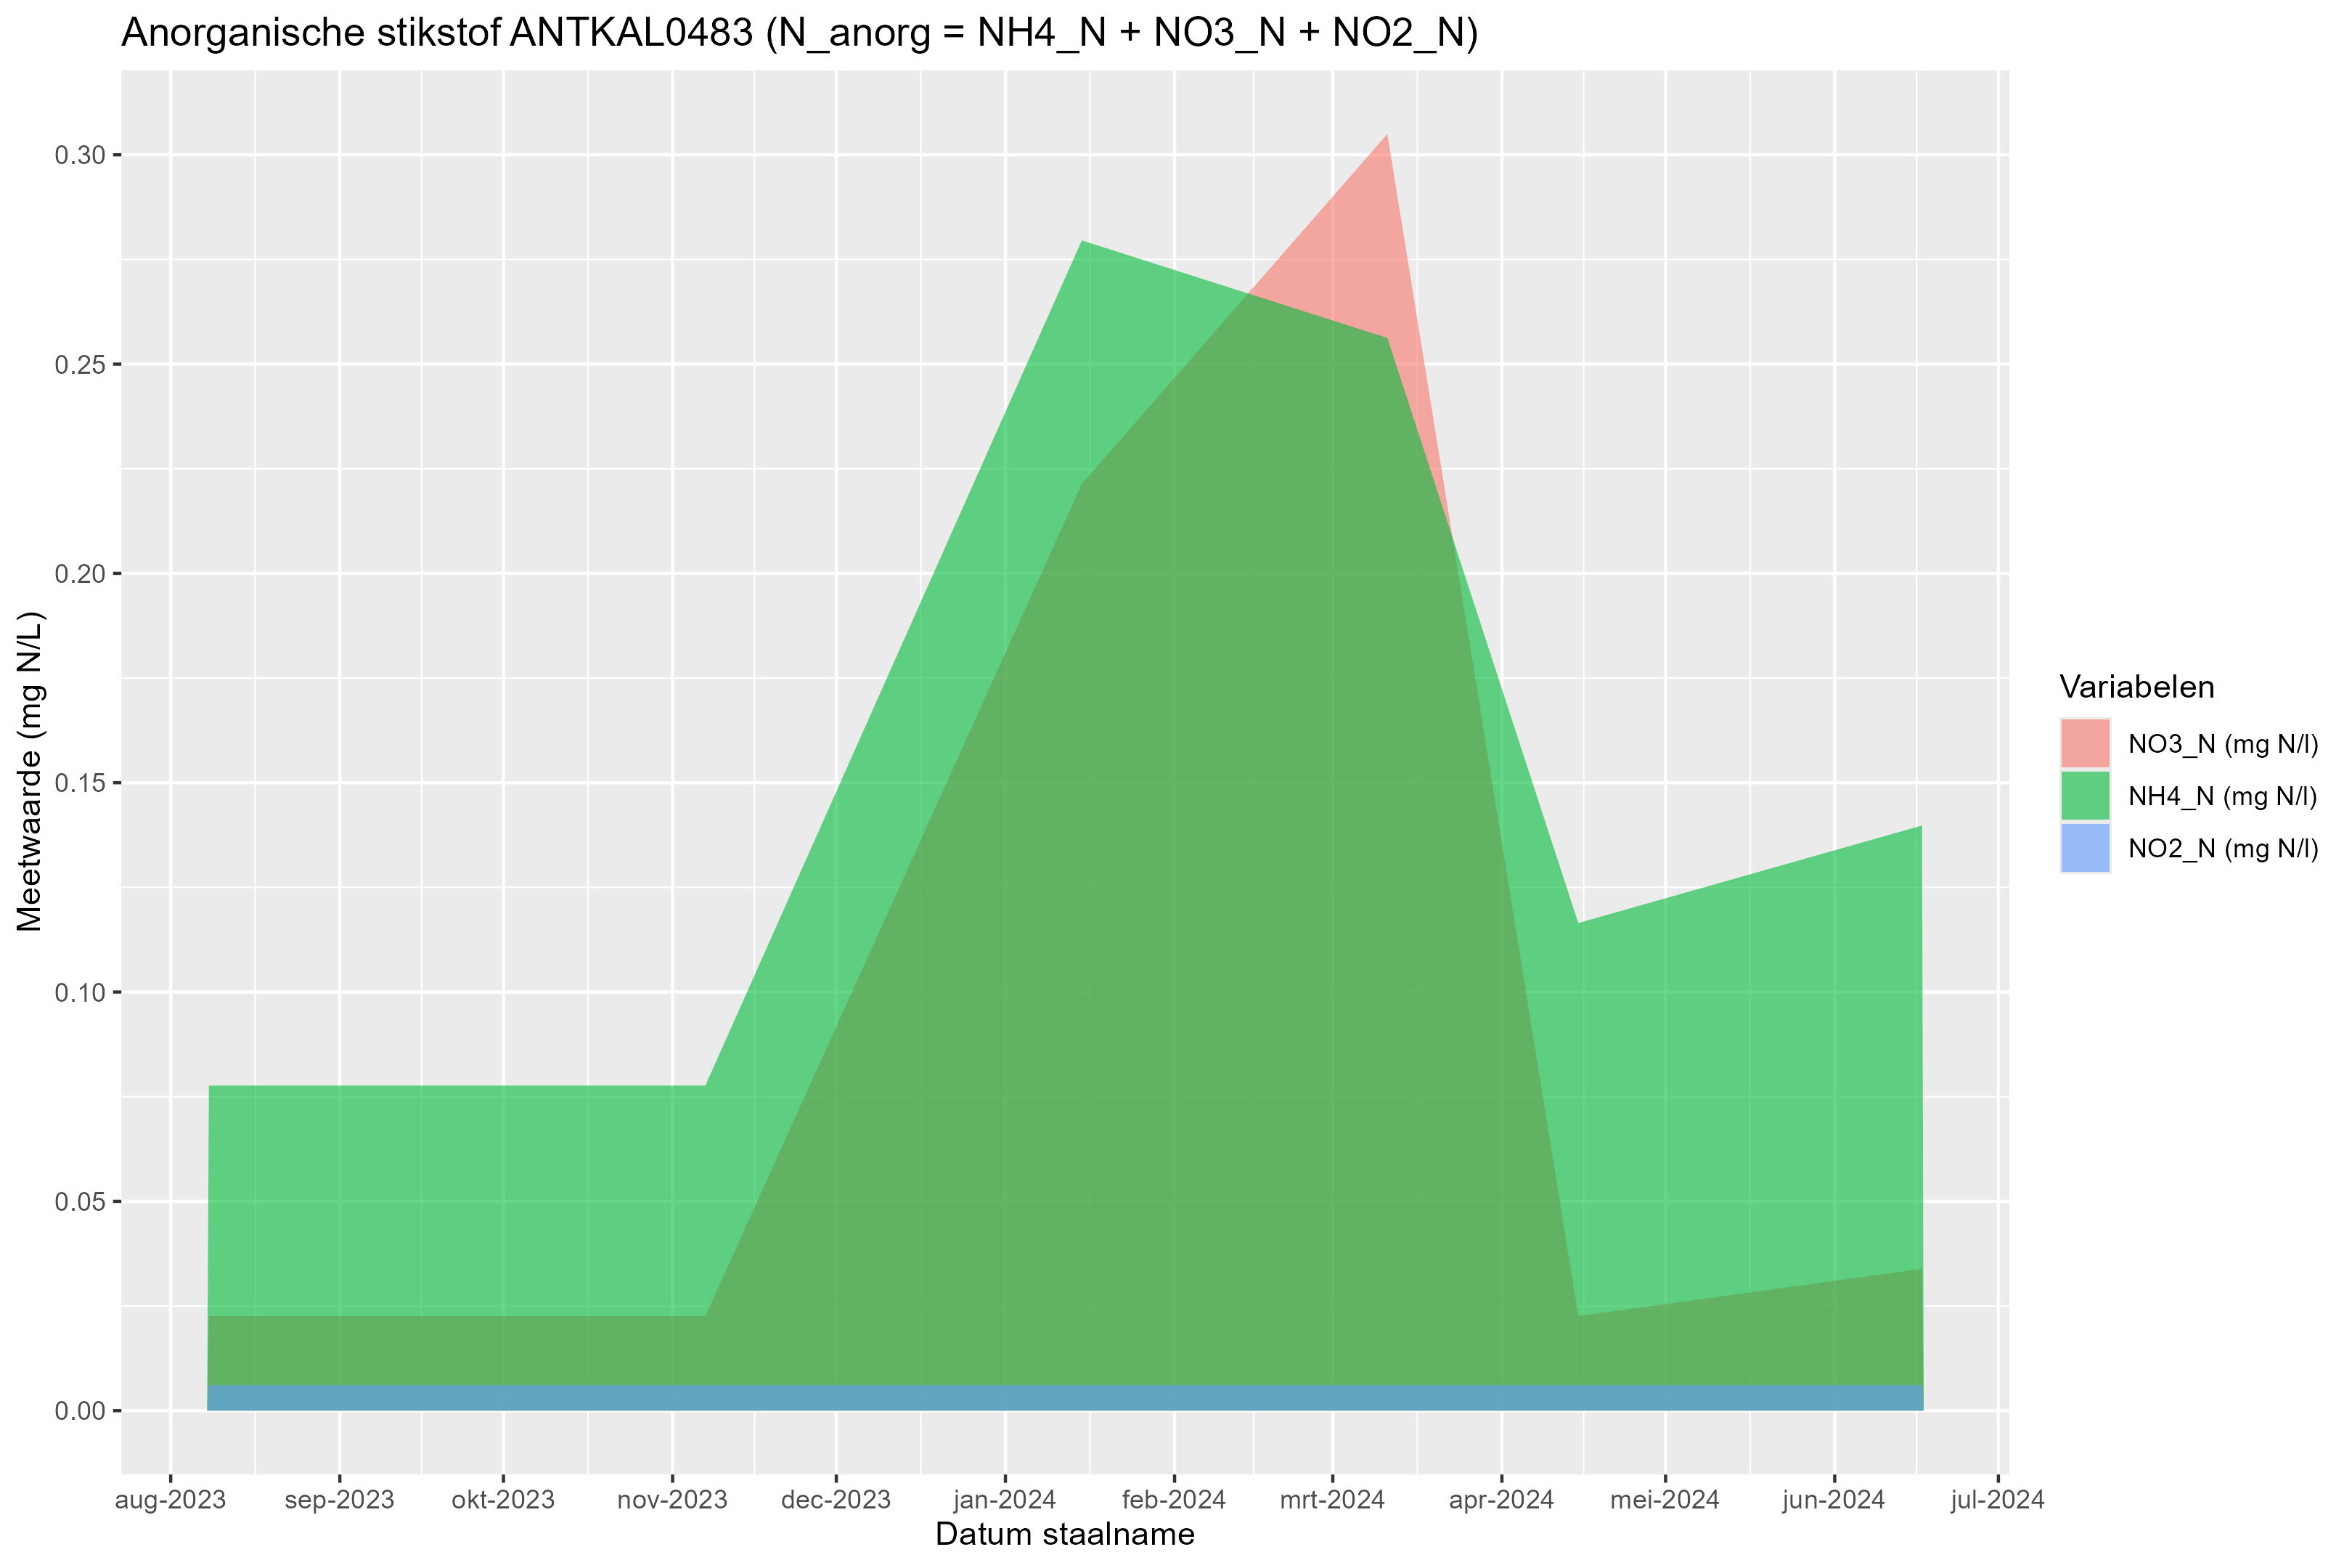 Anorganische stikstof ANTKAL0483 (N_anorg = NH4_N + NO3_N + NO2_N)
Meetwaarde (mg N/L)
0.30
0.25
0.20
0.15
0.10
0.05
0.00
aug-2023 sep-2023 okt-2023 nov-2023 dec-2023 jan-2024 feb-2024 mrt-2024 apr-2024 mei-2024 jun-2024 jul-2024
Datum staalname
Variabelen
NO3_N (mg N/l)
NH4_N (mg N/l)
NO2_N (mg N/l)